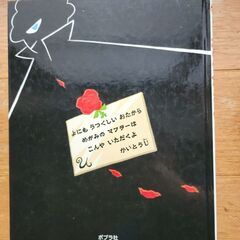 よにも うつくしい おたから
めがみの マフラーは
こんや いただくよ
かいとうU
U
ポプラ社